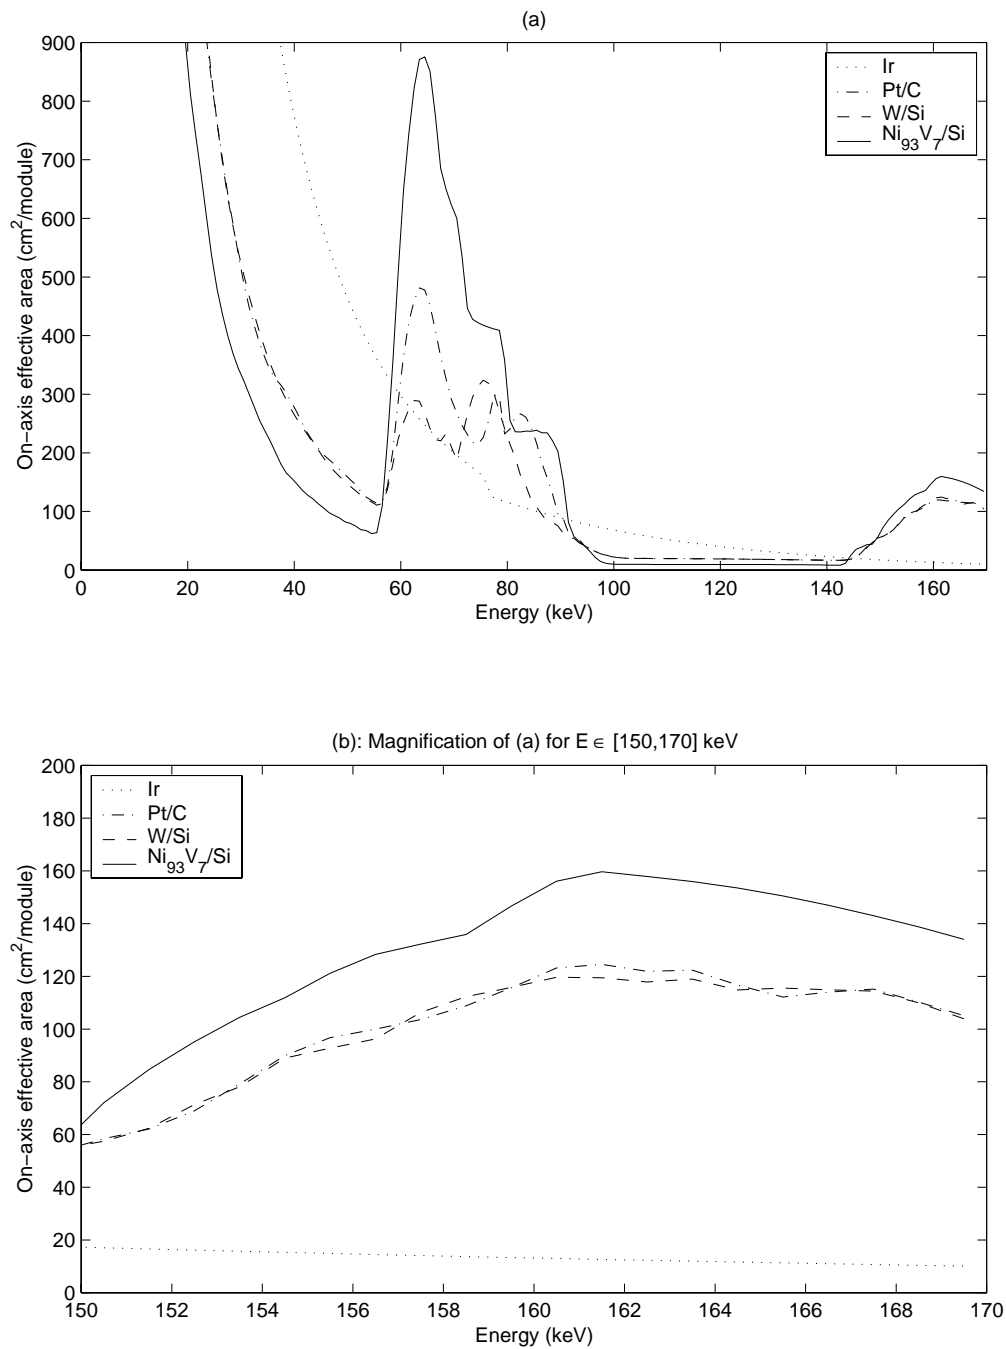 (a)
900
800
700
600
500
400
300
200
100
0
On-axis effective area (cm²/module)
Ir
Pt/C
W/Si
Ni₉₃V₇/Si
0 20 40 60 80 100 120 140 160
Energy (keV)
(b): Magnification of (a) for E ∈ [150,170] keV
200
180
160
140
120
100
80
60
40
20
0
On-axis effective area (cm²/module)
Ir
Pt/C
W/Si
Ni₉₃V₇/Si
150 152 154 156 158 160 162 164 166 168 170
Energy (keV)